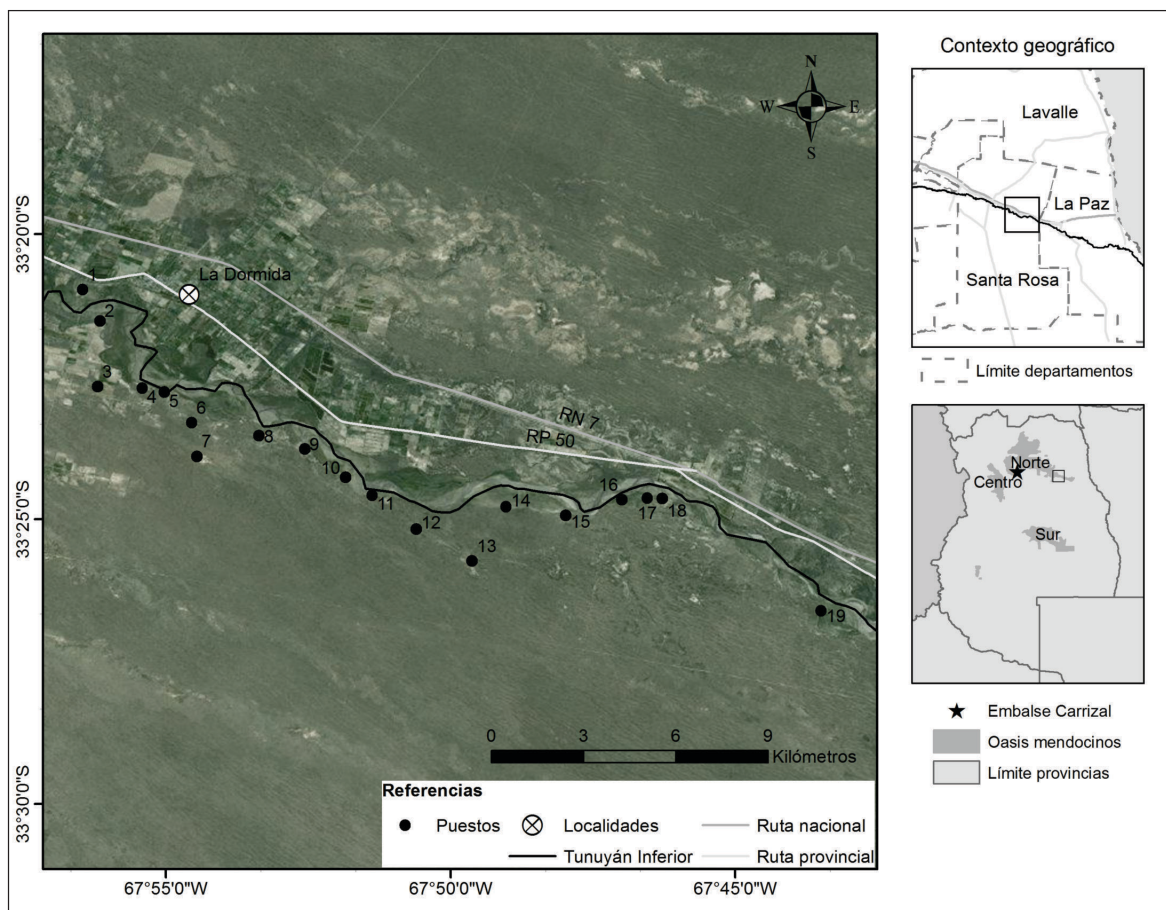 N
W
E
S
33°20'0"S
33°25'0"S
33°30'0"S
1
La Dormida
2
3
4
5
6
7
8
9
10
11
12
13
14
15
16
17
18
19
RN 7
RP 50
0 3 6 9
Kilómetros
Referencias
Puestos
Localidades
Ruta nacional
Tunuyán Inferior
Ruta provincial
67°55'0"W
67°50'0"W
67°45'0"W
Contexto geográfico
Lavalle
La Paz
Santa Rosa
Límite departamentos
Norte
Centro
Sur
Embalse Carrizal
Oasis mendocinos
Límite provincias